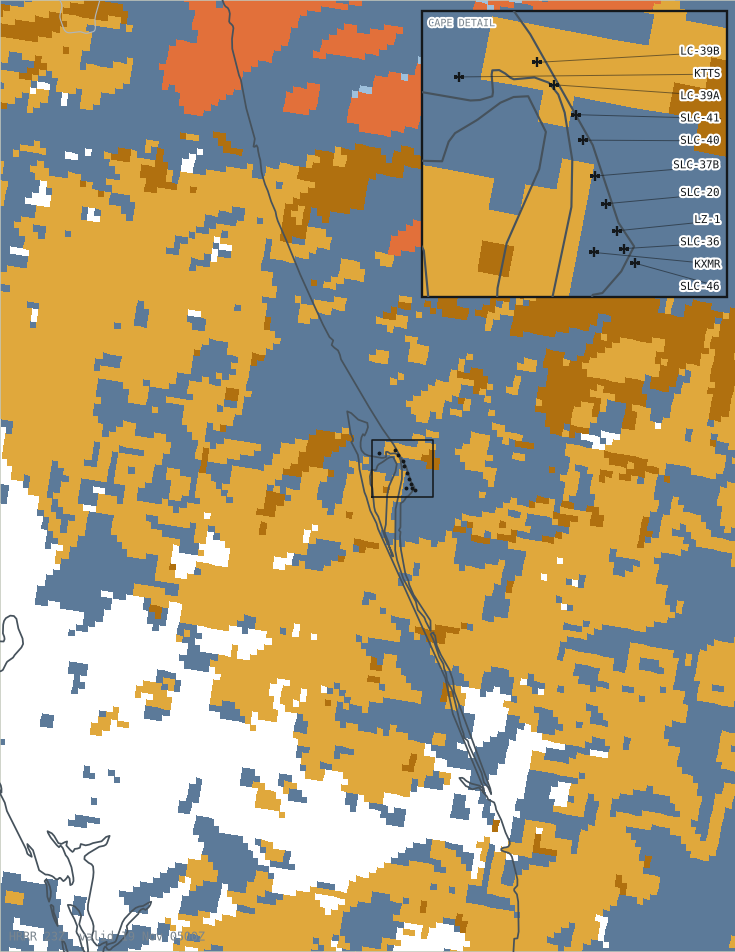 CAPE DETAIL
LC-39B
KTTS
LC-39A
SLC-41
SLC-40
SLC-37B
SLC-20
LZ-1
SLC-36
KXMR
SLC-46